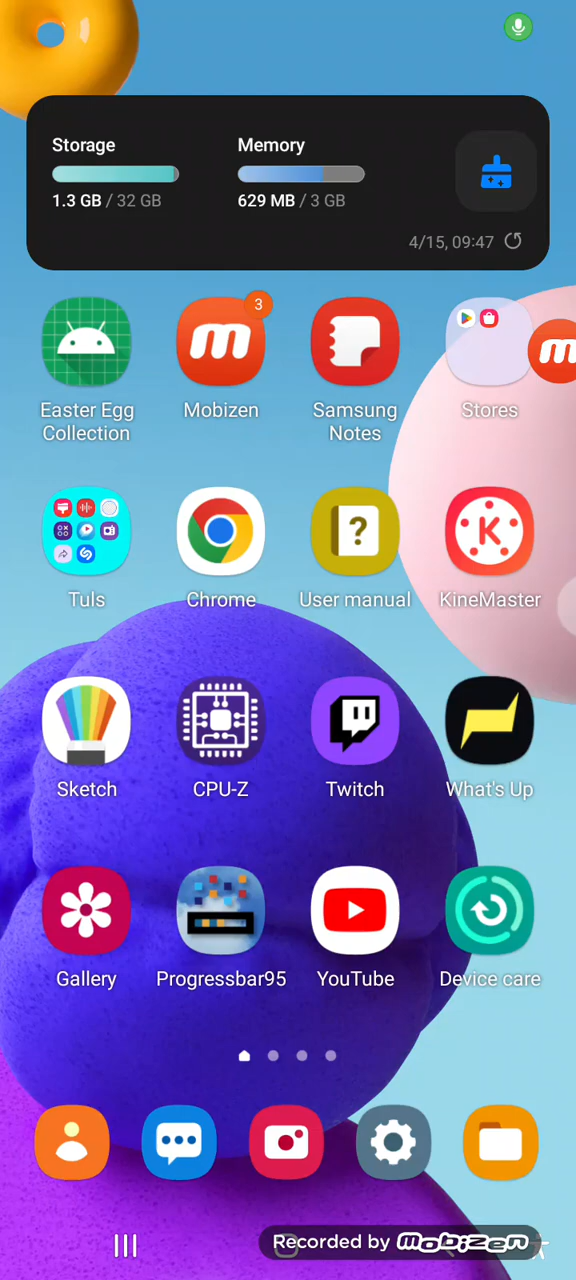 Storage
Memory
1.3 GB / 32 GB
629 MB / 3 GB
4/15, 09:47
3
Easter Egg Collection
Mobizen
Samsung Notes
Stores
Tuls
Chrome
?
User manual
K
KineMaster
Sketch
CPU-Z
Twitch
What's Up
Gallery
Progressbar95
YouTube
Device care
Recorded by mobizen